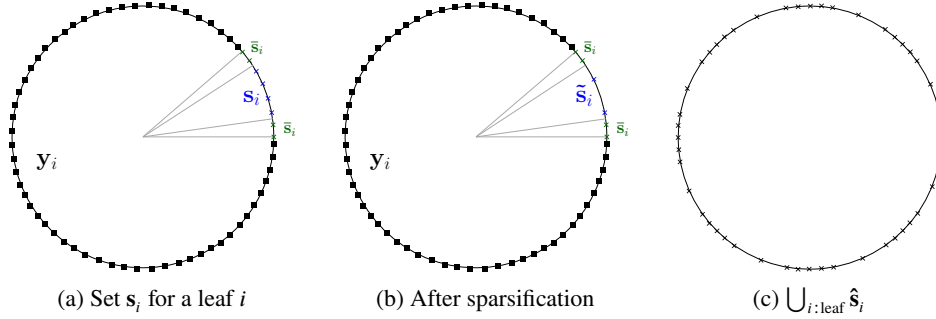 s̄ᵢ
sᵢ
s̄ᵢ
yᵢ
(a) Set sᵢ for a leaf i
s̄ᵢ
s̃ᵢ
s̄ᵢ
yᵢ
(b) After sparsification
(c) ⋃ᵢ:leaf ŝᵢ